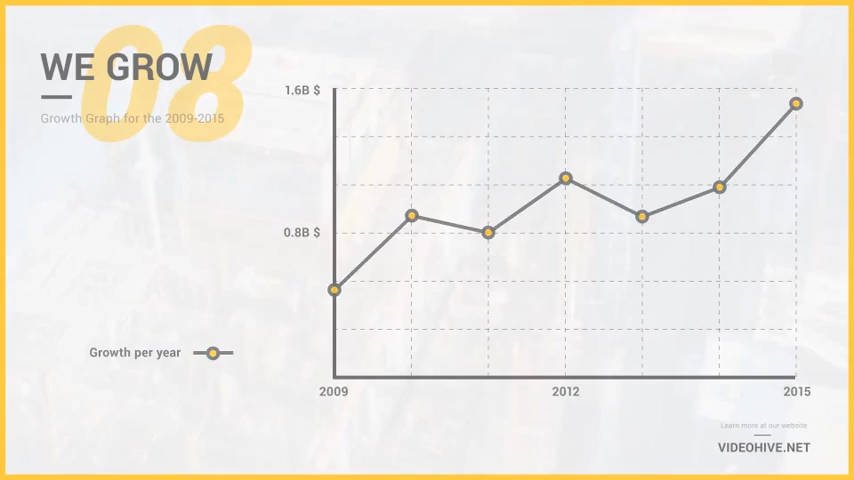 08
WE GROW
Growth Graph for the 2009-2015
1.6B $
0.8B $
Growth per year
2009 2012 2015
Learn more at our website
VIDEOHIVE.NET